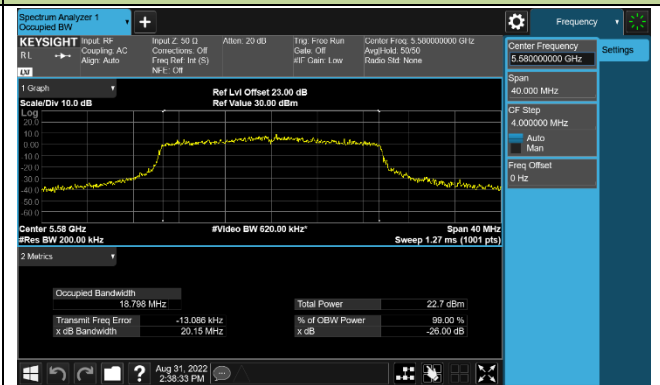 Spectrum Analyzer 1
Occupied BW
+
Frequency
KEYSIGHT
Input: RF
Coupling: AC
Align: Auto
Input Z: 50 Ω
Corrections: Off
Freq Ref: Int (S)
NFE: Off
Atten: 20 dB
Trig: Free Run
Gate: Off
#IF Gain: Low
Center Freq: 5.580000000 GHz
Avg|Hold: 50/50
Radio Std: None
RL
LXI
Center Frequency
5.580000000 GHz
Settings
Span
40.000 MHz
CF Step
4.000000 MHz
Auto
Man
Freq Offset
0 Hz
1 Graph
Scale/Div 10.0 dB
Ref Lvl Offset 23.00 dB
Ref Value 30.00 dBm
Log
20.0
10.0
0.00
-10.0
-20.0
-30.0
-40.0
-50.0
-60.0
Center 5.58 GHz
#Res BW 200.00 kHz
#Video BW 620.00 kHz*
Span 40 MHz
Sweep 1.27 ms (1001 pts)
2 Metrics
Occupied Bandwidth
18.798 MHz
Total Power 22.7 dBm
Transmit Freq Error -13.086 kHz
% of OBW Power 99.00 %
x dB Bandwidth 20.15 MHz
x dB -26.00 dB
?
Aug 31, 2022
2:38:33 PM